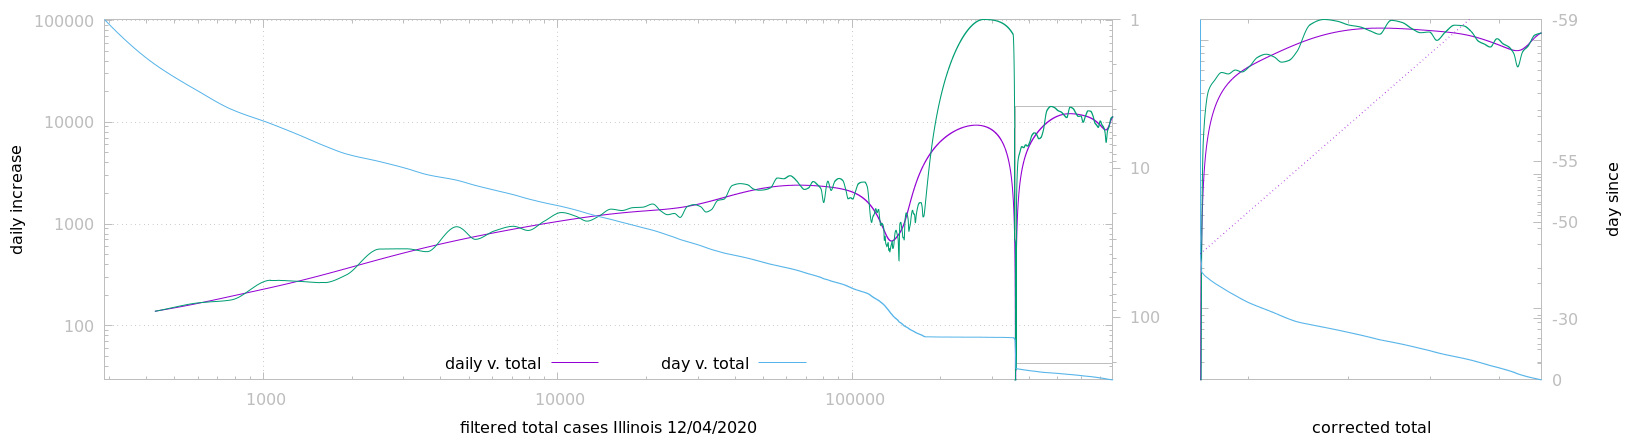 100000
10000
1000
100
daily increase
1
10
100
daily v. total
day v. total
1000
10000
100000
filtered total cases Illinois 12/04/2020
-59
-55
-50
-30
0
day since
corrected total